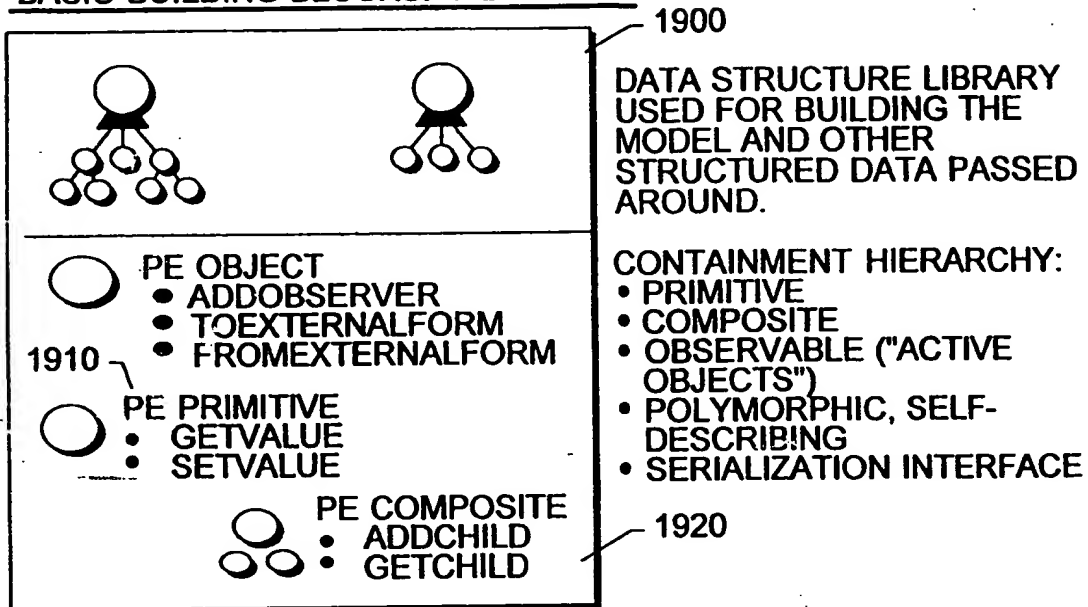 1900
DATA STRUCTURE LIBRARY
USED FOR BUILDING THE
MODEL AND OTHER
STRUCTURED DATA PASSED
AROUND.
PE OBJECT
• ADDOBSERVER
• TOEXTERNALFORM
• FROMEXTERNALFORM
1910
PE PRIMITIVE
• GETVALUE
• SETVALUE
PE COMPOSITE
• ADDCHILD
• GETCHILD
CONTAINMENT HIERARCHY:
• PRIMITIVE
• COMPOSITE
• OBSERVABLE ("ACTIVE
OBJECTS")
• POLYMORPHIC, SELF-
DESCRIBING
• SERIALIZATION INTERFACE
1920